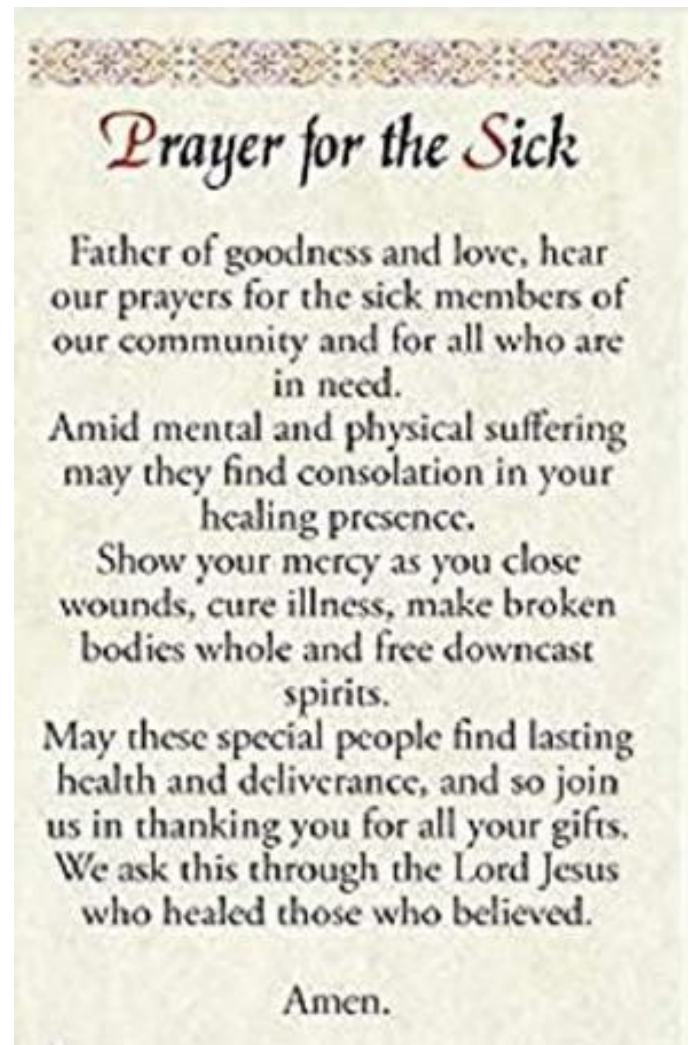 Prayer for the Sick
Father of goodness and love, hear
our prayers for the sick members of
our community and for all who are
in need.
Amid mental and physical suffering
may they find consolation in your
healing presence.
Show your mercy as you close
wounds, cure illness, make broken
bodies whole and free downcast
spirits.
May these special people find lasting
health and deliverance, and so join
us in thanking you for all your gifts.
We ask this through the Lord Jesus
who healed those who believed.
Amen.